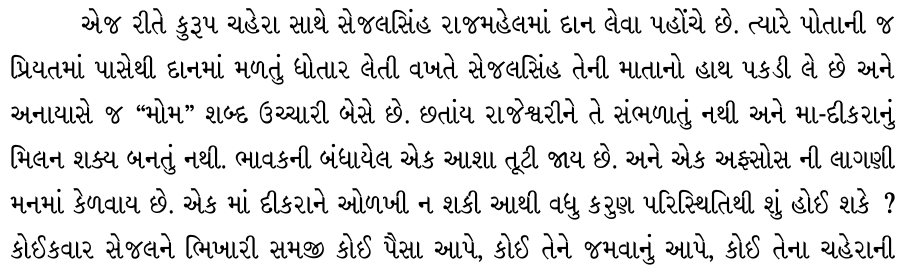 એજ રીતે કુરૂપ ચહેરા સાથે સેજલસિંહ રાજમહેલમાં દાન લેવા પહોંચે છે. ત્યારે પોતાની જ
પ્રિયતમાં પાસેથી દાનમાં મળતું ધોતાર લેતી વખતે સેજલસિંહ તેની માતાનો હાથ પકડી લે છે અને
અનાયાસે જ “મોમ” શબ્દ ઉચ્ચારી બેસે છે. છતાંય રાજેશ્વરીને તે સંભળાતું નથી અને મા-દીકરાનું
મિલન શક્ય બનતું નથી. ભાવકની બંધાયેલ એક આશા તૂટી જાય છે. અને એક અફ્સોસ ની લાગણી
મનમાં કેળવાય છે. એક માં દીકરાને ઓળખી ન શકી આથી વધુ કરુણ પરિસ્થિતિથી શું હોઈ શકે ?
કોઈકવાર સેજલને ભિખારી સમજી કોઈ પૈસા આપે, કોઈ તેને જમવાનું આપે, કોઈ તેના ચહેરાની